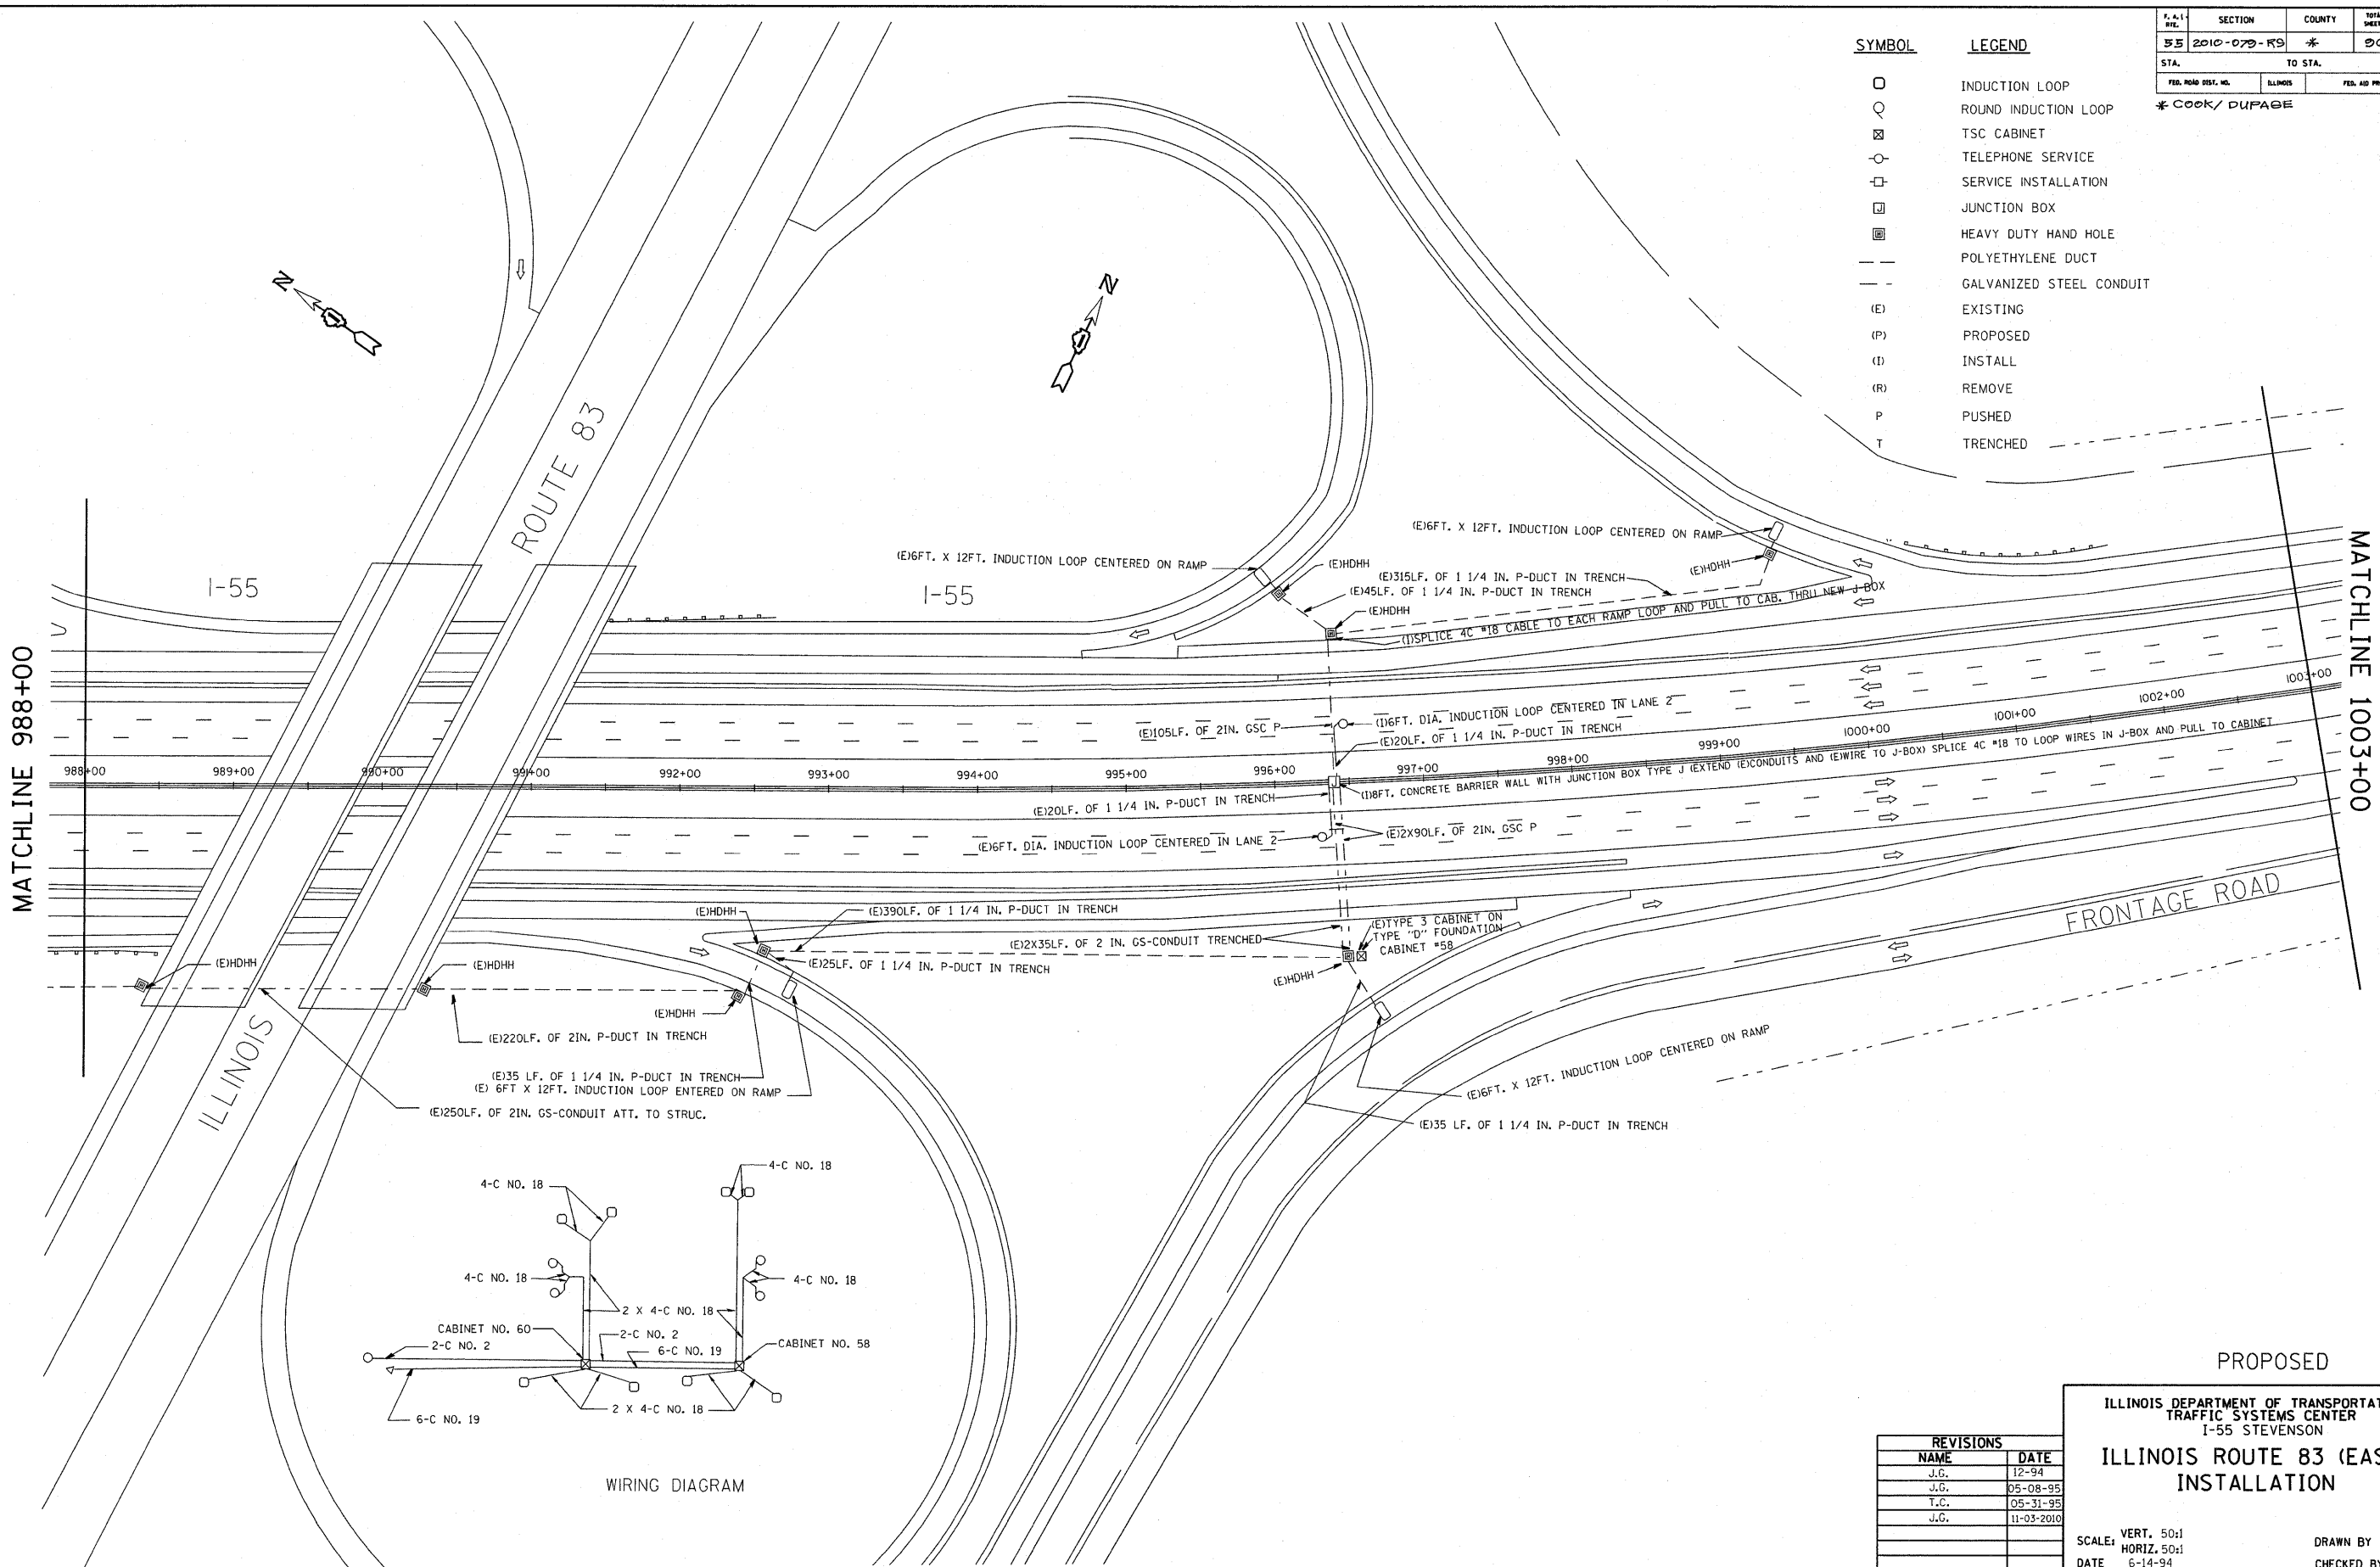 F. A. I. RTE. SECTION COUNTY
55 2010-079-R9 *
STA. TO STA.
FED. ROAD DIST. NO. ILLINOIS
* COOK/ DUPAGE
SYMBOL LEGEND
INDUCTION LOOP
ROUND INDUCTION LOOP
TSC CABINET
TELEPHONE SERVICE
SERVICE INSTALLATION
J JUNCTION BOX
HEAVY DUTY HAND HOLE
POLYETHYLENE DUCT
GALVANIZED STEEL CONDUIT
(E) EXISTING
(P) PROPOSED
(I) INSTALL
(R) REMOVE
P PUSHED
T TRENCHED
N
N
ROUTE 83
I-55
I-55
MATCHLINE 988+00
MATCHLINE 1003+00
(E)6FT. X 12FT. INDUCTION LOOP CENTERED ON RAMP
(E)6FT. X 12FT. INDUCTION LOOP CENTERED ON RAMP
(E)HDHH
(E)315LF. OF 1 1/4 IN. P-DUCT IN TRENCH
(E)HDHH
(E)45LF. OF 1 1/4 IN. P-DUCT IN TRENCH
(E)HDHH
(I)SPLICE 4C #18 CABLE TO EACH RAMP LOOP AND PULL TO CAB. THRU NEW J-BOX
(E)105LF. OF 2IN. GSC P
(I)6FT. DIA. INDUCTION LOOP CENTERED IN LANE 2
(E)20LF. OF 1 1/4 IN. P-DUCT IN TRENCH
988+00 989+00 990+00 991+00 992+00 993+00 994+00 995+00 996+00 997+00 998+00 999+00 1000+00 1001+00 1002+00 1003+00
J
(I)8FT. CONCRETE BARRIER WALL WITH JUNCTION BOX TYPE J (EXTEND (E)CONDUITS AND (E)WIRE TO J-BOX) SPLICE 4C #18 TO LOOP WIRES IN J-BOX AND PULL TO CABINET
(E)20LF. OF 1 1/4 IN. P-DUCT IN TRENCH
(E)2X90LF. OF 2IN. GSC P
(E)6FT. DIA. INDUCTION LOOP CENTERED IN LANE 2
(E)HDHH
(E)390LF. OF 1 1/4 IN. P-DUCT IN TRENCH
(E)TYPE 3 CABINET ON
TYPE "D" FOUNDATION
CABINET #58
(E)2X35LF. OF 2 IN. GS-CONDUIT TRENCHED
(E)HDHH
FRONTAGE ROAD
(E)HDHH
(E)HDHH
(E)25LF. OF 1 1/4 IN. P-DUCT IN TRENCH
(E)HDHH
(E)220LF. OF 2IN. P-DUCT IN TRENCH
(E)35 LF. OF 1 1/4 IN. P-DUCT IN TRENCH
(E) 6FT X 12FT. INDUCTION LOOP ENTERED ON RAMP
(E)250LF. OF 2IN. GS-CONDUIT ATT. TO STRUC.
ILLINOIS
(E)6FT. X 12FT. INDUCTION LOOP CENTERED ON RAMP
(E)35 LF. OF 1 1/4 IN. P-DUCT IN TRENCH
4-C NO. 18
4-C NO. 18
4-C NO. 18
4-C NO. 18
2 X 4-C NO. 18
CABINET NO. 60
2-C NO. 2
2-C NO. 2
6-C NO. 19
CABINET NO. 58
2 X 4-C NO. 18
6-C NO. 19
WIRING DIAGRAM
PROPOSED
REVISIONS
NAME DATE
J.G. 12-94
J.G. 05-08-95
T.C. 05-31-95
J.G. 11-03-2010
ILLINOIS DEPARTMENT OF TRANSPORTAT
TRAFFIC SYSTEMS CENTER
I-55 STEVENSON
ILLINOIS ROUTE 83 (EAS
INSTALLATION
SCALE: VERT. 50:1
HORIZ. 50:1
DATE 6-14-94
DRAWN BY
CHECKED BY